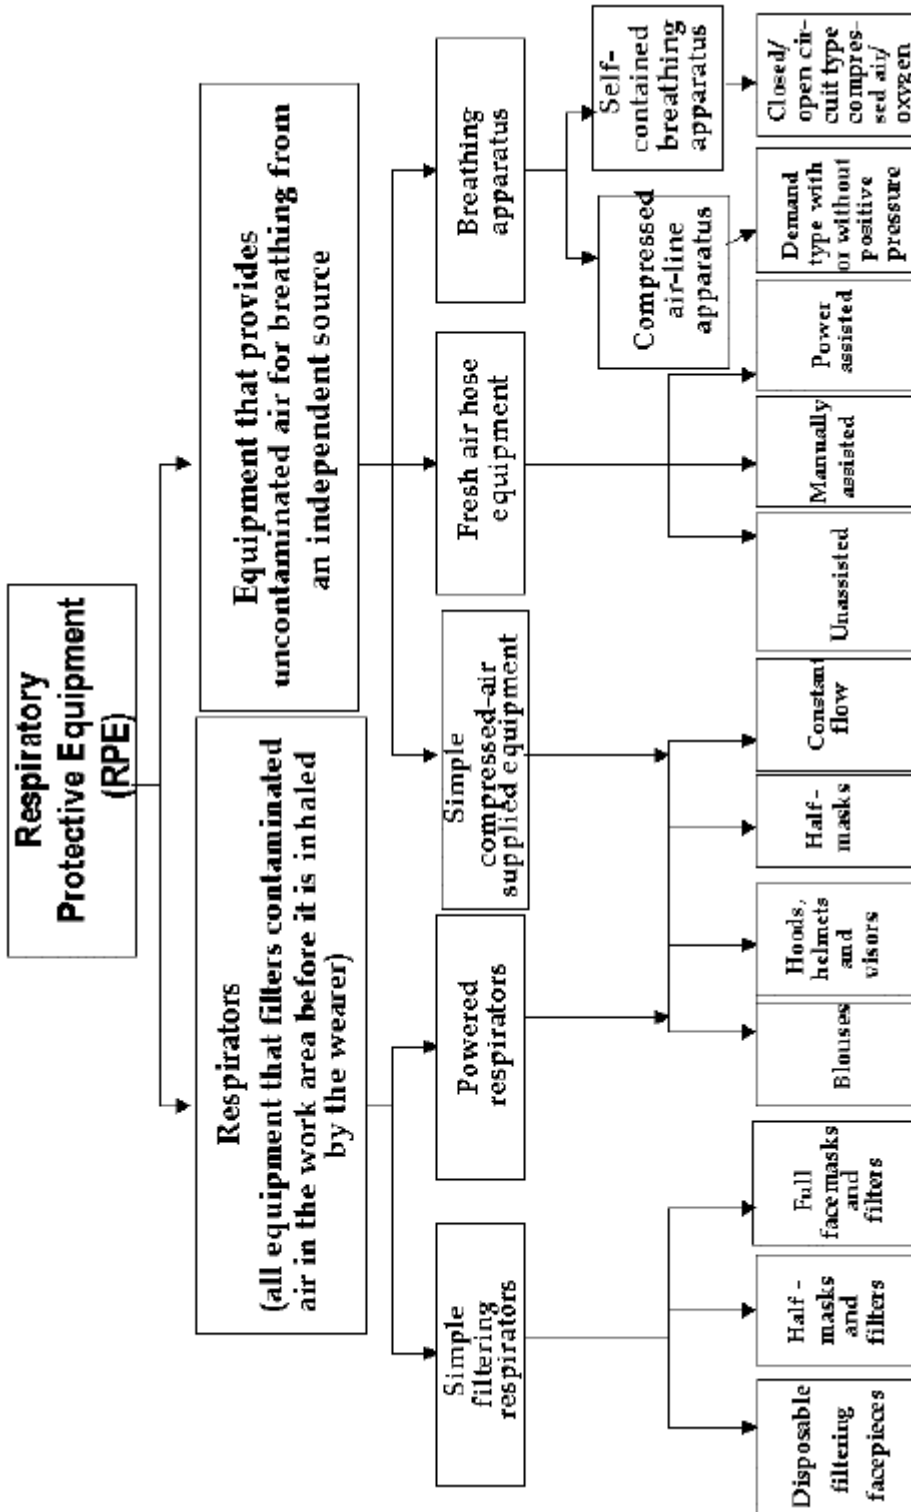 Respiratory
Protective Equipment
(RPE)
Respirators
(all equipment that filters contaminated
air in the work area before it is inhaled
by the wearer)
Equipment that provides
uncontaminated air for breathing from
an independent source
Simple
filtering
respirators
Powered
respirators
Simple
compressed-air
supplied equipment
Fresh air hose
equipment
Breathing
apparatus
Compressed
air-line
apparatus
Self-
contained
breathing
apparatus
Disposable
filtering
facepieces
Half -
masks
and
filters
Full
face masks
and
filters
Blouses
Hoods,
helmets
and
visors
Half-
masks
Constant
flow
Unassisted
Manually
assisted
Power
assisted
Demand
type with
or without
positive
pressure
Closed/
open cir-
cuit type
compres-
sed air/
oxygen